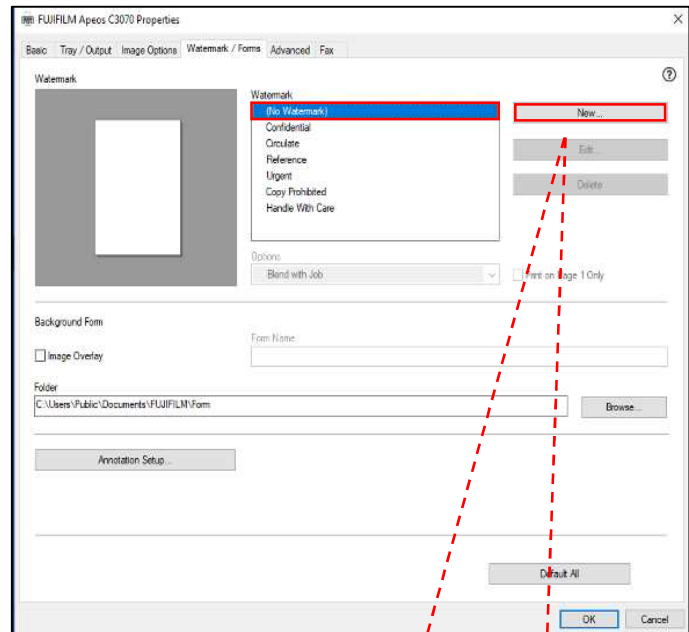 FUJIFILM Apeos C3070 Properties
Basic Tray / Output Image Options Watermark / Forms Advanced Fax
Watermark
Watermark
(No Watermark)
Confidential
Circulate
Reference
Urgent
Copy Prohibited
Handle With Care
New...
Edit...
Delete
Options
Blend with Job
Print on Page 1 Only
Background Form
Form Name
Image Overlay
Folder
C:\Users\Public\Documents\FUJIFILM\Form
Browse...
Annotation Setup...
Default All
OK Cancel